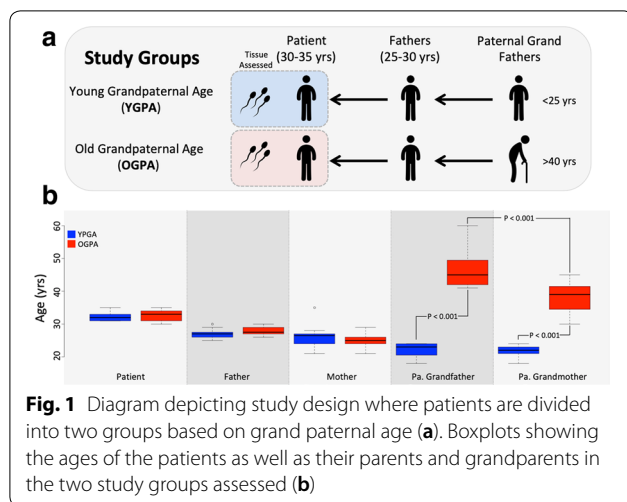 a
Study Groups
Tissue
Assessed
Patient
(30-35 yrs)
Fathers
(25-30 yrs)
Paternal Grand
Fathers
Young Grandpaternal Age
(YGPA)
<25 yrs
Old Grandpaternal Age
(OGPA)
>40 yrs
b
YPGA
OGPA
Age (yrs)
60
50
40
30
20
P < 0.001
P < 0.001
P < 0.001
Patient
Father
Mother
Pa. Grandfather
Pa. Grandmother
Fig. 1 Diagram depicting study design where patients are divided
into two groups based on grand paternal age (a). Boxplots showing
the ages of the patients as well as their parents and grandparents in
the two study groups assessed (b)